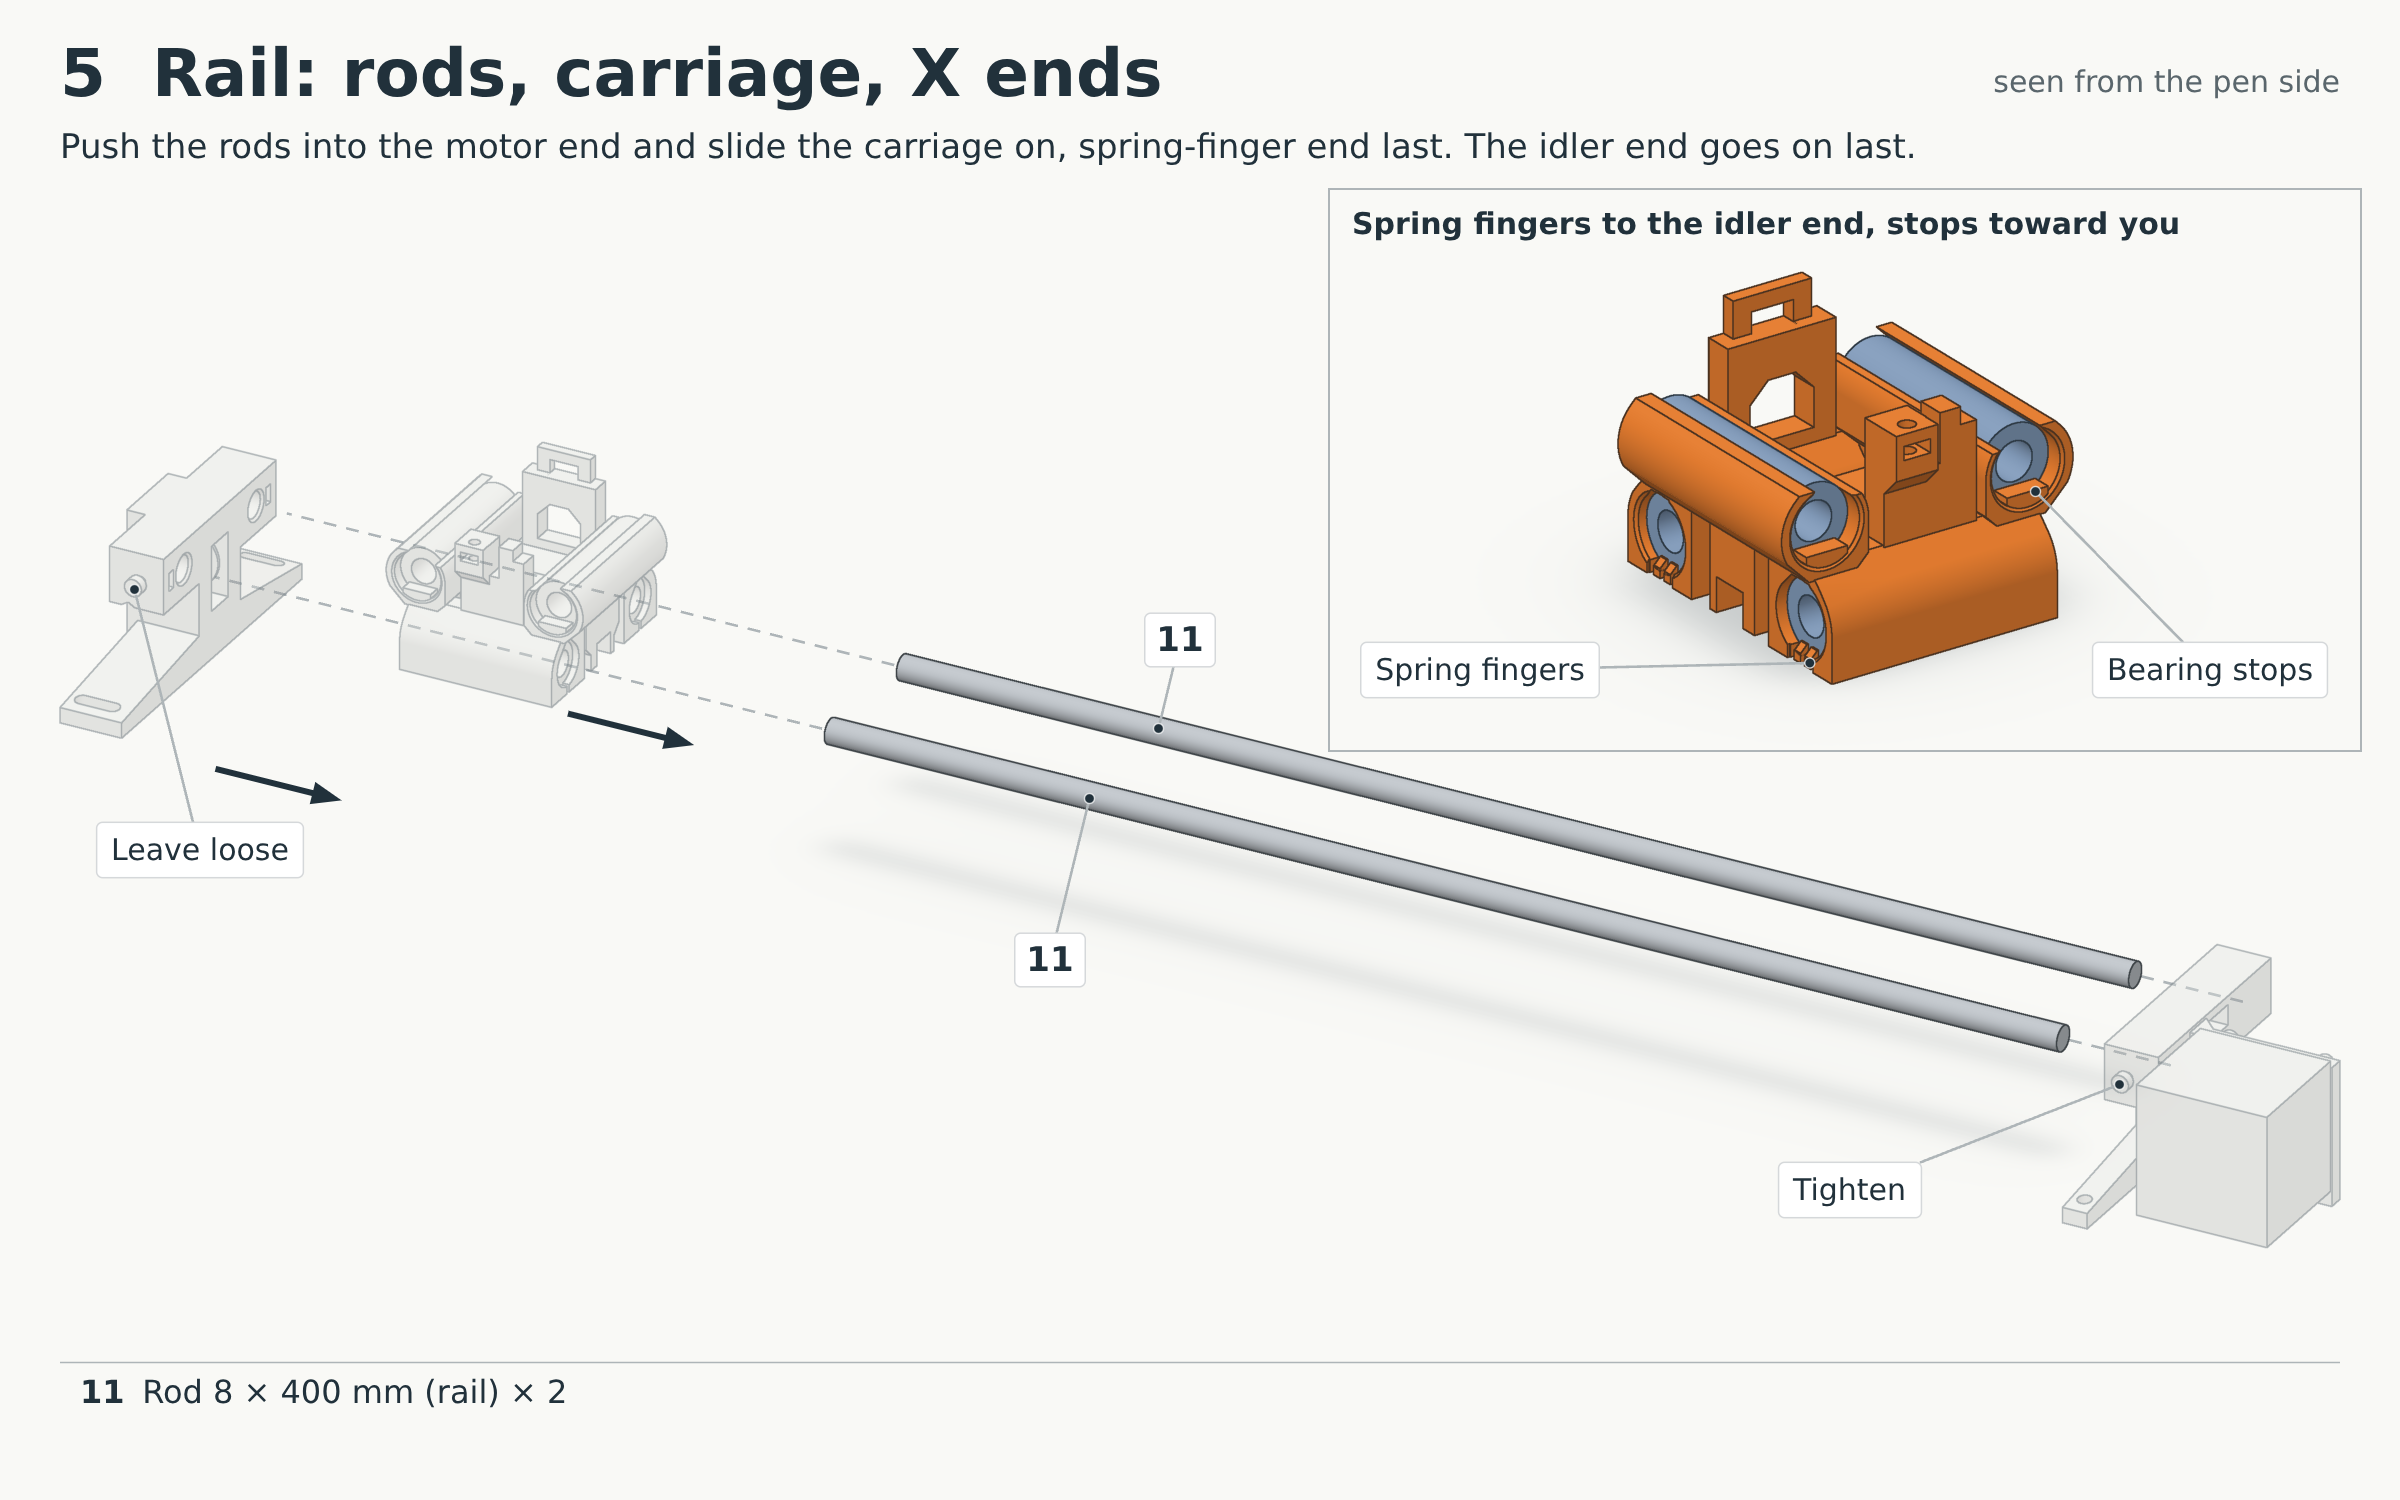 5 Rail: rods, carriage, X ends
seen from the pen side
Push the rods into the motor end and slide the carriage on, spring-finger end last. The idler end goes on last.
Spring fingers to the idler end, stops toward you
Spring fingers
Bearing stops
11
11
Leave loose
Tighten
11 Rod 8 × 400 mm (rail) × 2